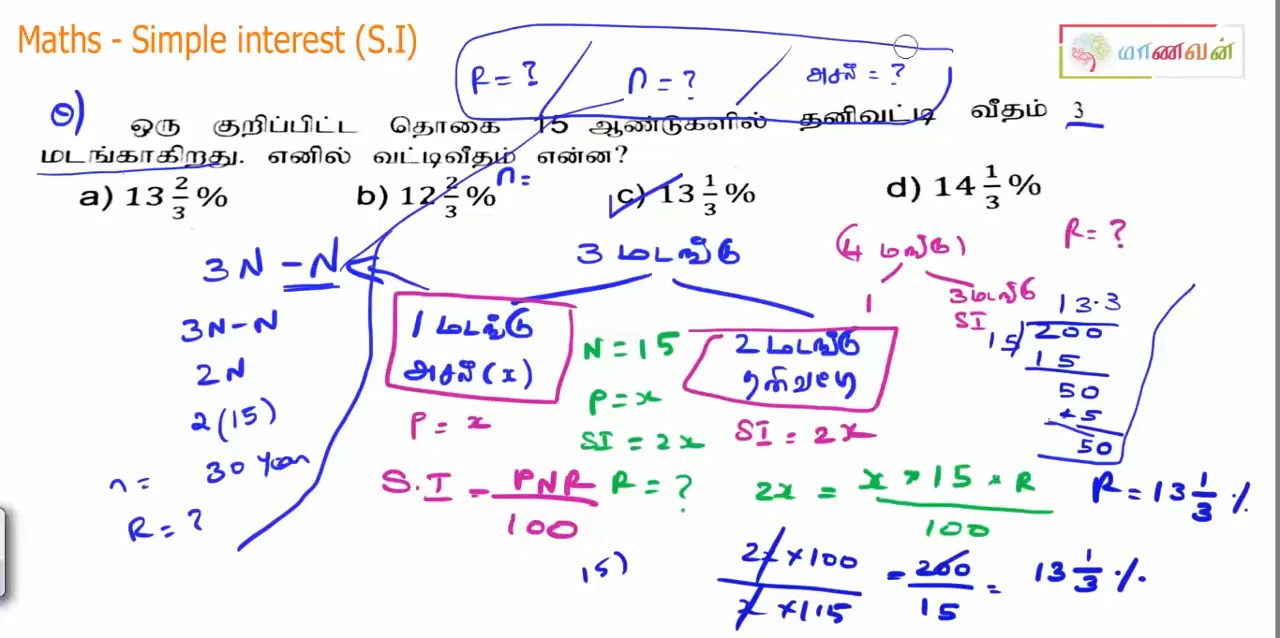 Maths - Simple interest (S.I)
மாணவன்
R = ? / n = ? / அசல் = ?
ஒரு குறிப்பிட்ட தொகை 15 ஆண்டுகளில் தனிவட்டி வீதம் 3
மடங்காகிறது. எனில் வட்டிவீதம் என்ன?
n =
a) 13 2/3 % b) 12 2/3 % c) 13 1/3 % d) 14 1/3 %
3N - N
3N - N
2N
2(15)
n = 30 year
R = ?
3 மடங்கு
1 மடங்கு
அசல் (x)
P = x
N = 15
P = x
SI = 2x
R = ?
2 மடங்கு
தனிவட்டி
SI = 2x
(4 மடங்கு)
1
3 மடங்கு
SI
R = ?
13.3
15 200
15
50
45
50
S.I = PNR / 100
2x = x * 15 * R / 100
R = 13 1/3 %
15)
2x × 100 / x × 115 = 200 / 15 = 13 1/3 %